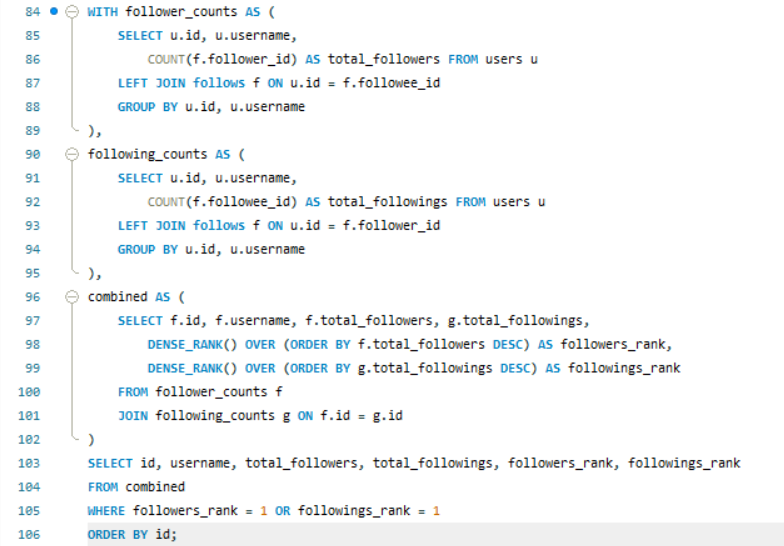 84 WITH follower_counts AS (
85 SELECT u.id, u.username,
86 COUNT(f.follower_id) AS total_followers FROM users u
87 LEFT JOIN follows f ON u.id = f.followee_id
88 GROUP BY u.id, u.username
89 ),
90 following_counts AS (
91 SELECT u.id, u.username,
92 COUNT(f.followee_id) AS total_followings FROM users u
93 LEFT JOIN follows f ON u.id = f.follower_id
94 GROUP BY u.id, u.username
95 ),
96 combined AS (
97 SELECT f.id, f.username, f.total_followers, g.total_followings,
98 DENSE_RANK() OVER (ORDER BY f.total_followers DESC) AS followers_rank,
99 DENSE_RANK() OVER (ORDER BY g.total_followings DESC) AS followings_rank
100 FROM follower_counts f
101 JOIN following_counts g ON f.id = g.id
102 )
103 SELECT id, username, total_followers, total_followings, followers_rank, followings_rank
104 FROM combined
105 WHERE followers_rank = 1 OR followings_rank = 1
106 ORDER BY id;